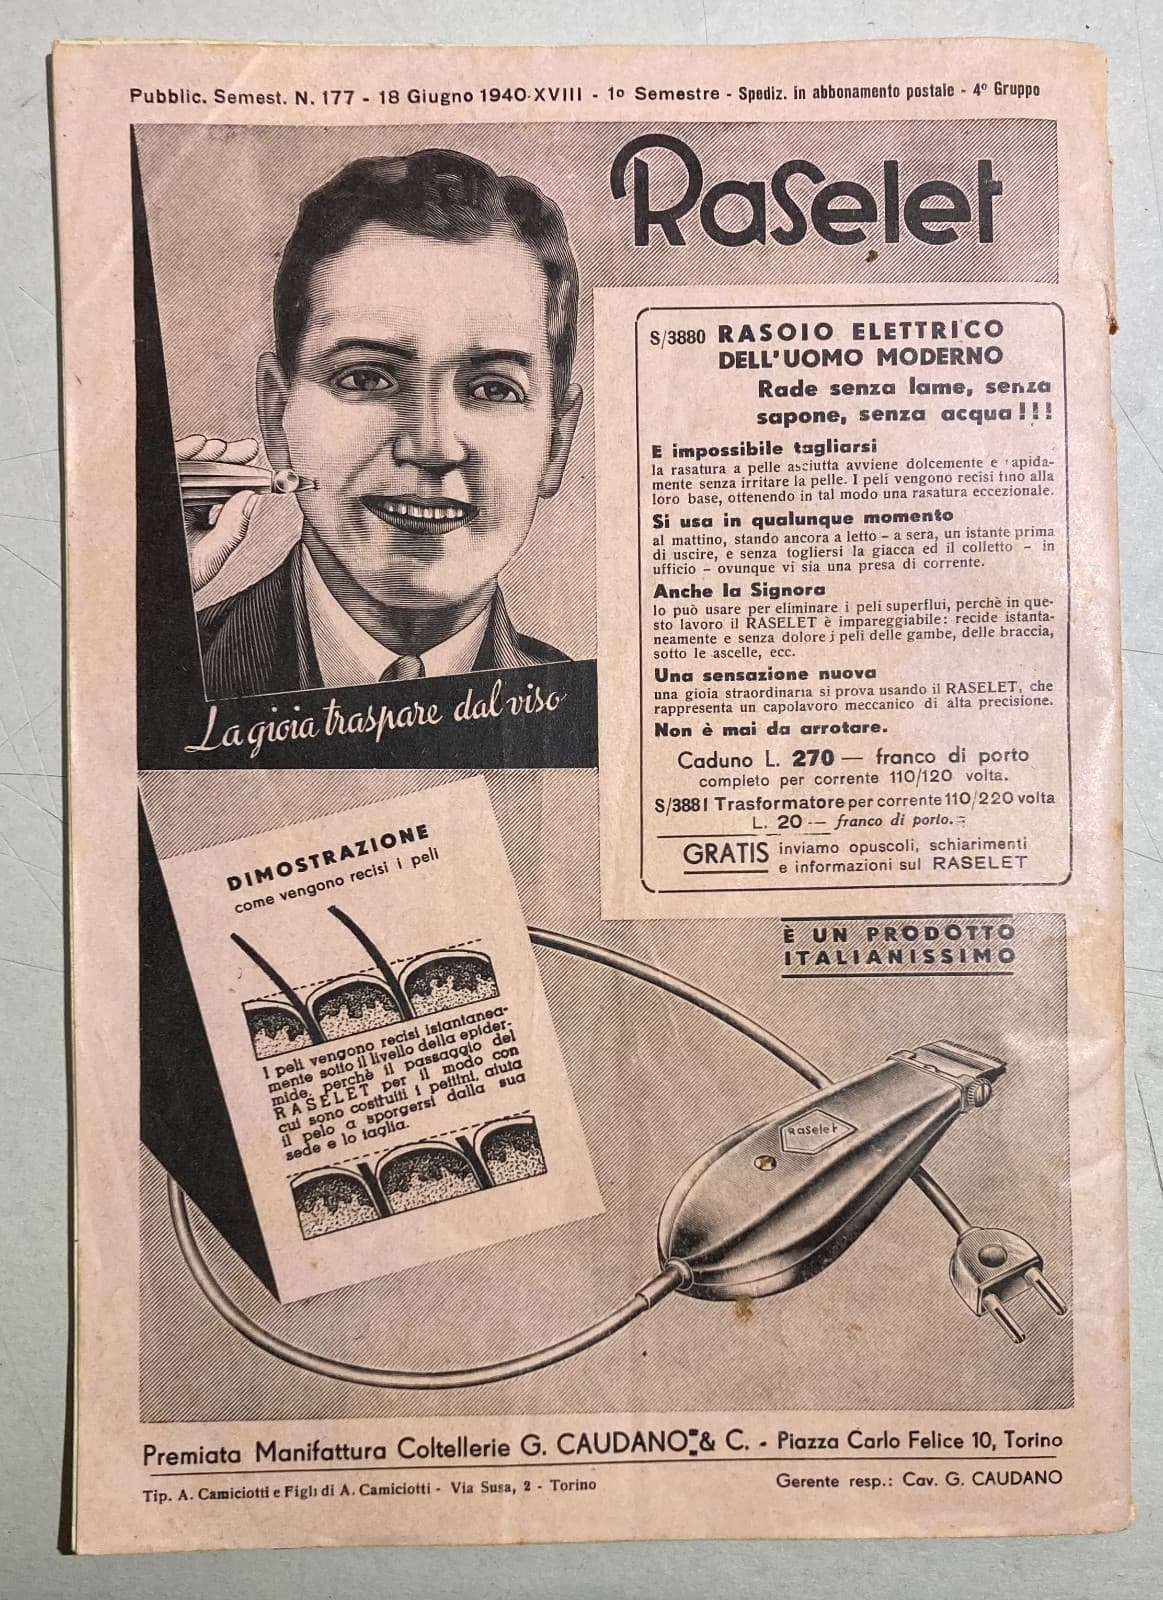 Pubblic. Semest. N. 177 - 18 Giugno 1940-XVIII - 1º Semestre - Spediz. in abbonamento postale - 4º Gruppo
Raselet
S/3880 RASOIO ELETTRICO
DELL'UOMO MODERNO
Rade senza lame, senza
sapone, senza acqua!!!
E impossibile tagliarsi
la rasatura a pelle asciutta avviene dolcemente e rapida-
mente senza irritare la pelle. I peli vengono recisi fino alla
loro base, ottenendo in tal modo una rasatura eccezionale.
Si usa in qualunque momento
al mattino, stando ancora a letto - a sera, un istante prima
di uscire, e senza togliersi la giacca ed il colletto - in
ufficio - ovunque vi sia una presa di corrente.
Anche la Signora
lo può usare per eliminare i peli superflui, perchè in que-
sto lavoro il RASELET è impareggiabile: recide istanta-
neamente e senza dolore i peli delle gambe, delle braccia,
sotto le ascelle, ecc.
Una sensazione nuova
una gioia straordinaria si prova usando il RASELET, che
rappresenta un capolavoro meccanico di alta precisione.
Non è mai da arrotare.
Caduno L. 270 — franco di porto
completo per corrente 110/120 volta.
S/3881 Trasformatore per corrente 110/220 volta
L. 20 -— franco di porto.=
GRATIS inviamo opuscoli, schiarimenti
e informazioni sul RASELET
La gioia traspare dal viso
DIMOSTRAZIONE
come vengono recisi i peli
I peli vengono recisi istantanea-
mente sotto il livello della epider-
mide, perchè il passaggio del
RASELET per il modo con
cui sono costruiti i pettini, aiuta
il pelo a sporgersi dalla sua
sede e lo taglia.
È UN PRODOTTO
ITALIANISSIMO
Raselet
Premiata Manifattura Coltellerie G. CAUDANO & C. - Piazza Carlo Felice 10, Torino
Tip. A. Camiciotti e Figli di A. Camiciotti - Via Susa, 2 - Torino
Gerente resp.: Cav. G. CAUDANO